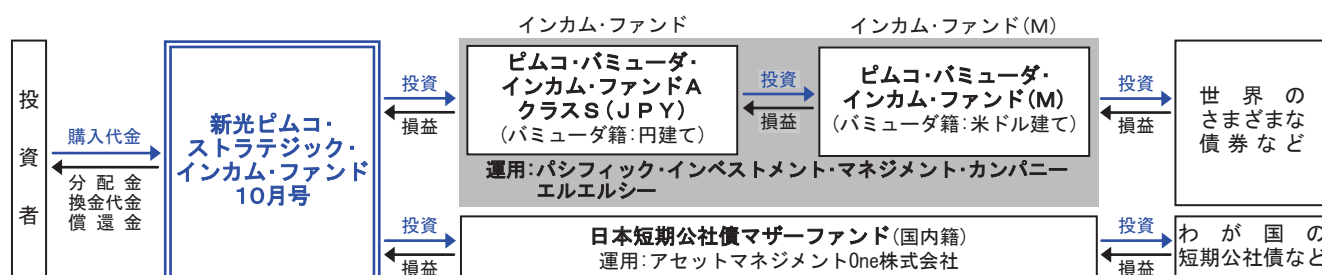 インカム・ファンド
インカム・ファンド(M)
投資者
購入代金
分配金
換金代金
償還金
新光ピムコ・
ストラテジック・
インカム・ファンド
10月号
投資
損益
ピムコ・バミューダ・
インカム・ファンドA
クラスS(JPY)
(バミューダ籍:円建て)
投資
損益
ピムコ・バミューダ・
インカム・ファンド(M)
(バミューダ籍:米ドル建て)
投資
損益
世界の
さまざまな
債券など
運用:パシフィック・インベストメント・マネジメント・カンパニー
エルエルシー
投資
損益
日本短期公社債マザーファンド(国内籍)
運用:アセットマネジメントOne株式会社
投資
損益
わが国の
短期公社債など